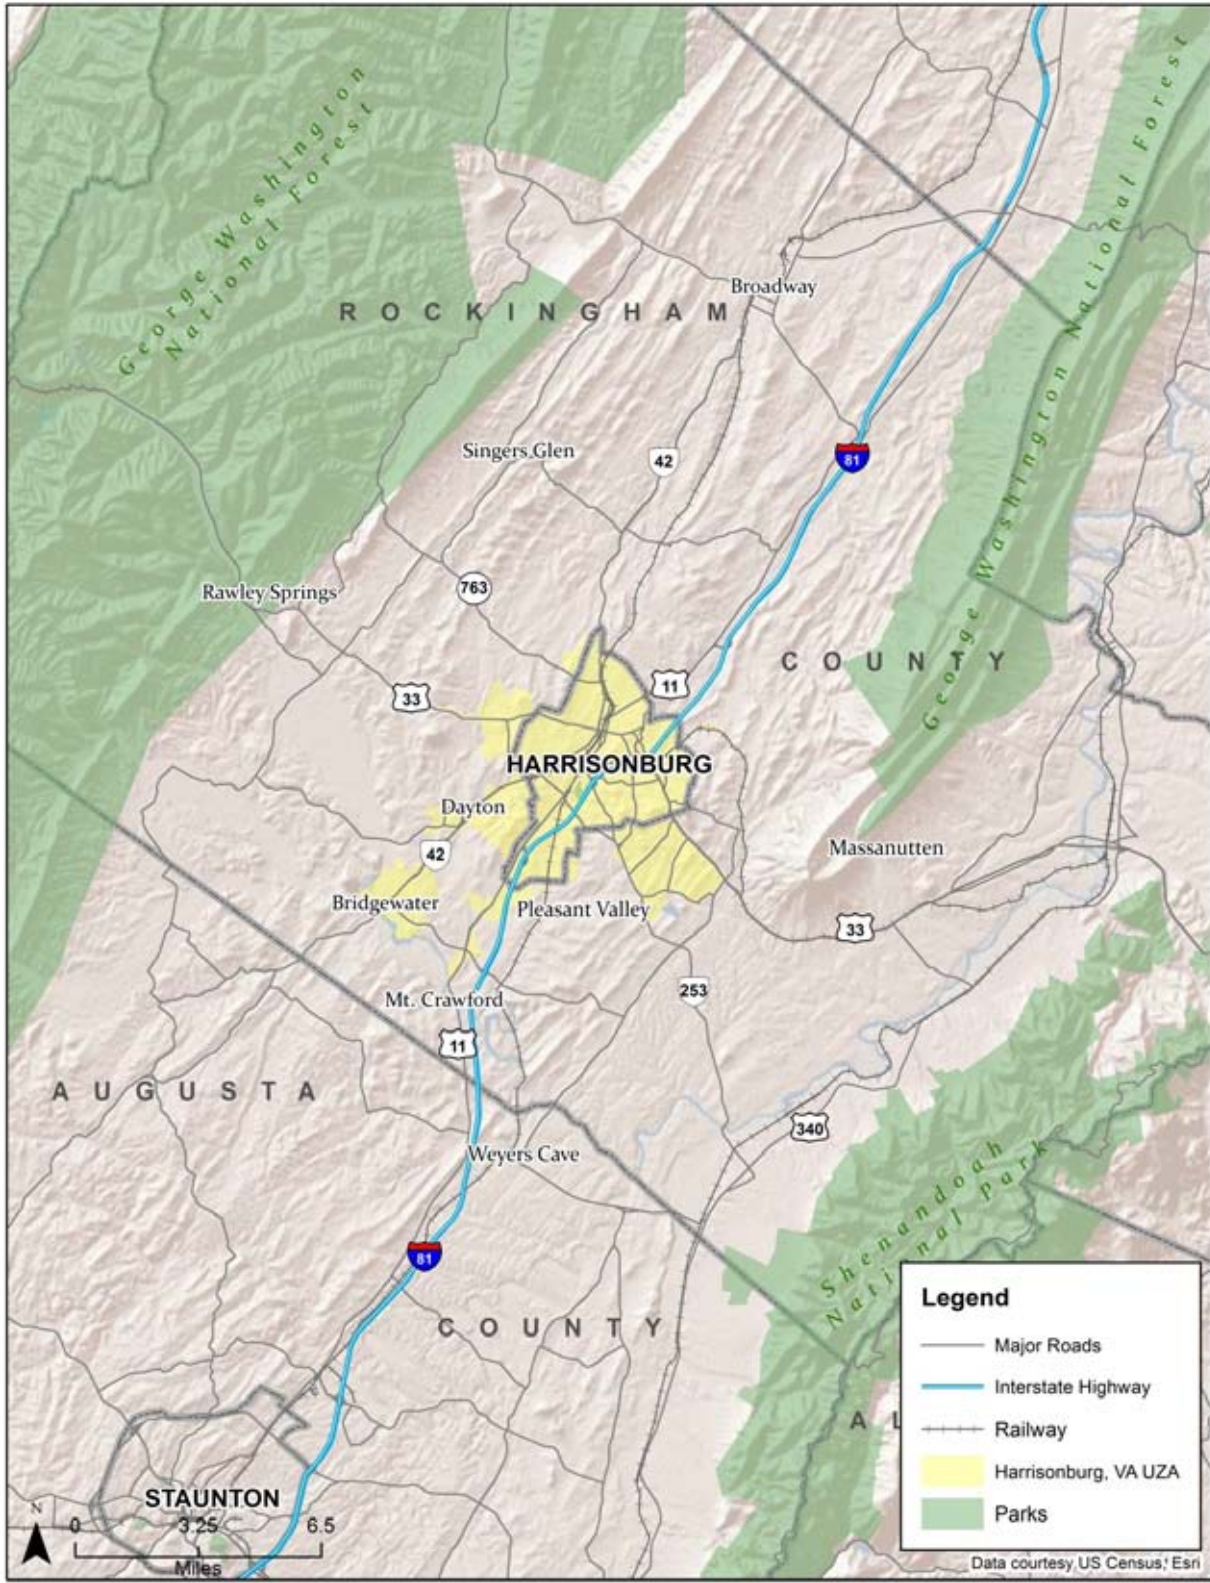 George Washington
National Forest
George Washington National Forest
Broadway
ROCKINGHAM
Singers Glen
42
81
Rawley Springs
763
COUNTY
33
11
HARRISONBURG
Dayton
42
Massanutten
Bridgewater
Pleasant Valley
33
253
Mt. Crawford
11
AUGUSTA
340
Weyers Cave
Shenandoah
National Park
81
COUNTY
Legend
Major Roads
Interstate Highway
Railway
Harrisonburg, VA UZA
Parks
AL
STAUNTON
N
0 3.25 6.5
Miles
Data courtesy US Census, Esri